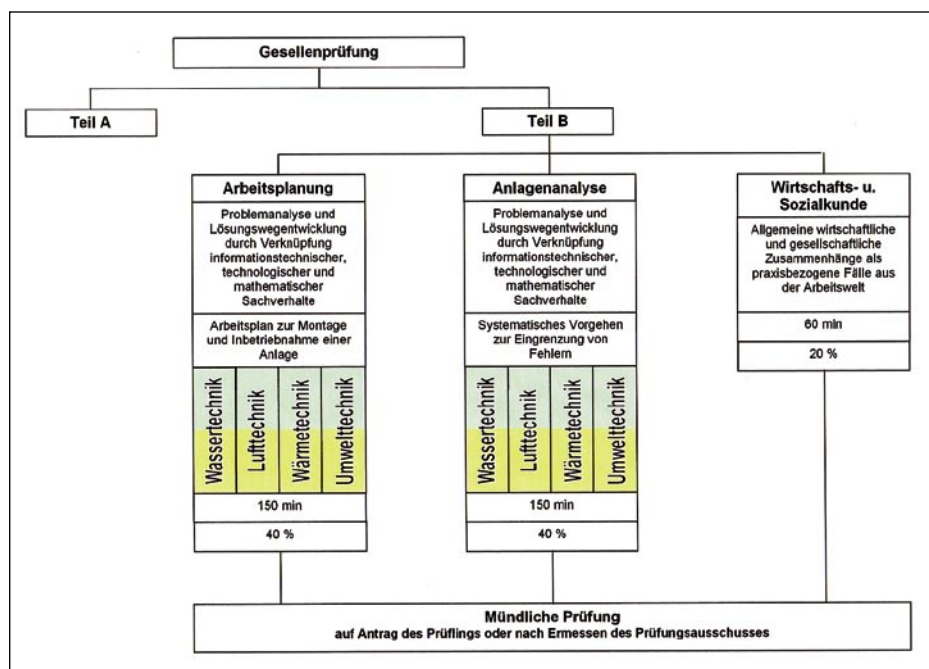 Gesellenprüfung
Teil A
Teil B
Arbeitsplanung
Problemanalyse und
Lösungswegentwicklung
durch Verknüpfung
informationstechnischer,
technologischer und
mathematischer
Sachverhalte
Arbeitsplan zur Montage
und Inbetriebnahme einer
Anlage
Wassertechnik
Lufttechnik
Wärmetechnik
Umwelttechnik
150 min
40 %
Anlagenanalyse
Problemanalyse und
Lösungswegentwicklung
durch Verknüpfung
informationstechnischer,
technologischer und
mathematischer
Sachverhalte
Systematisches Vorgehen
zur Eingrenzung von
Fehlern
Wassertechnik
Lufttechnik
Wärmetechnik
Umwelttechnik
150 min
40 %
Wirtschafts- u.
Sozialkunde
Allgemeine wirtschaftliche
und gesellschaftliche
Zusammenhänge als
praxisbezogene Fälle aus
der Arbeitswelt
60 min
20 %
Mündliche Prüfung
auf Antrag des Prüflings oder nach Ermessen des Prüfungsausschusses